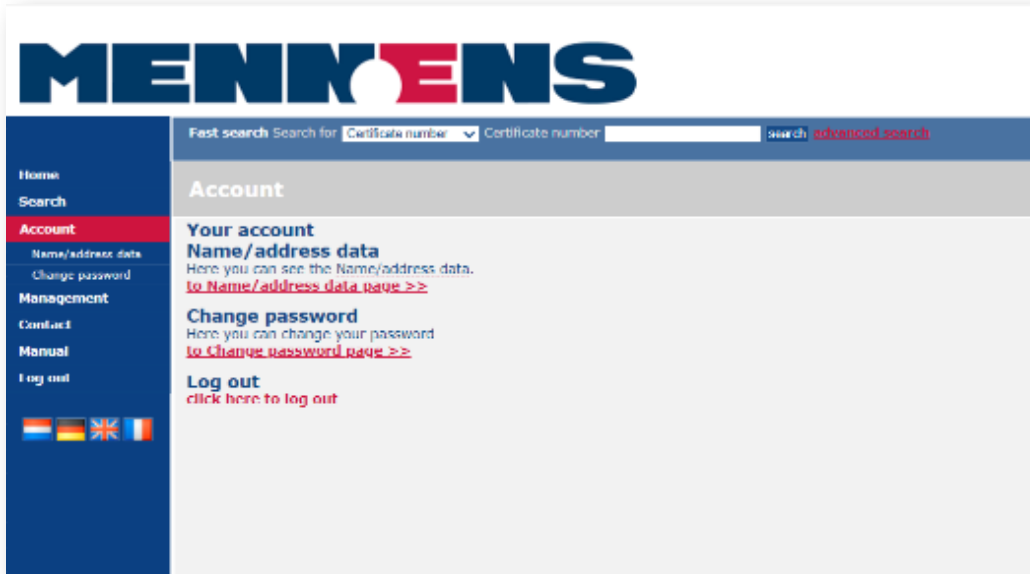 MENNENS
Fast search Search for Certificate number Certificate number search advanced search
Home
Search
Account
Name/address data
Change password
Management
Contact
Manual
Log out
Account
Your account
Name/address data
Here you can see the Name/address data.
to Name/address data page >>
Change password
Here you can change your password
to Change password page >>
Log out
click here to log out